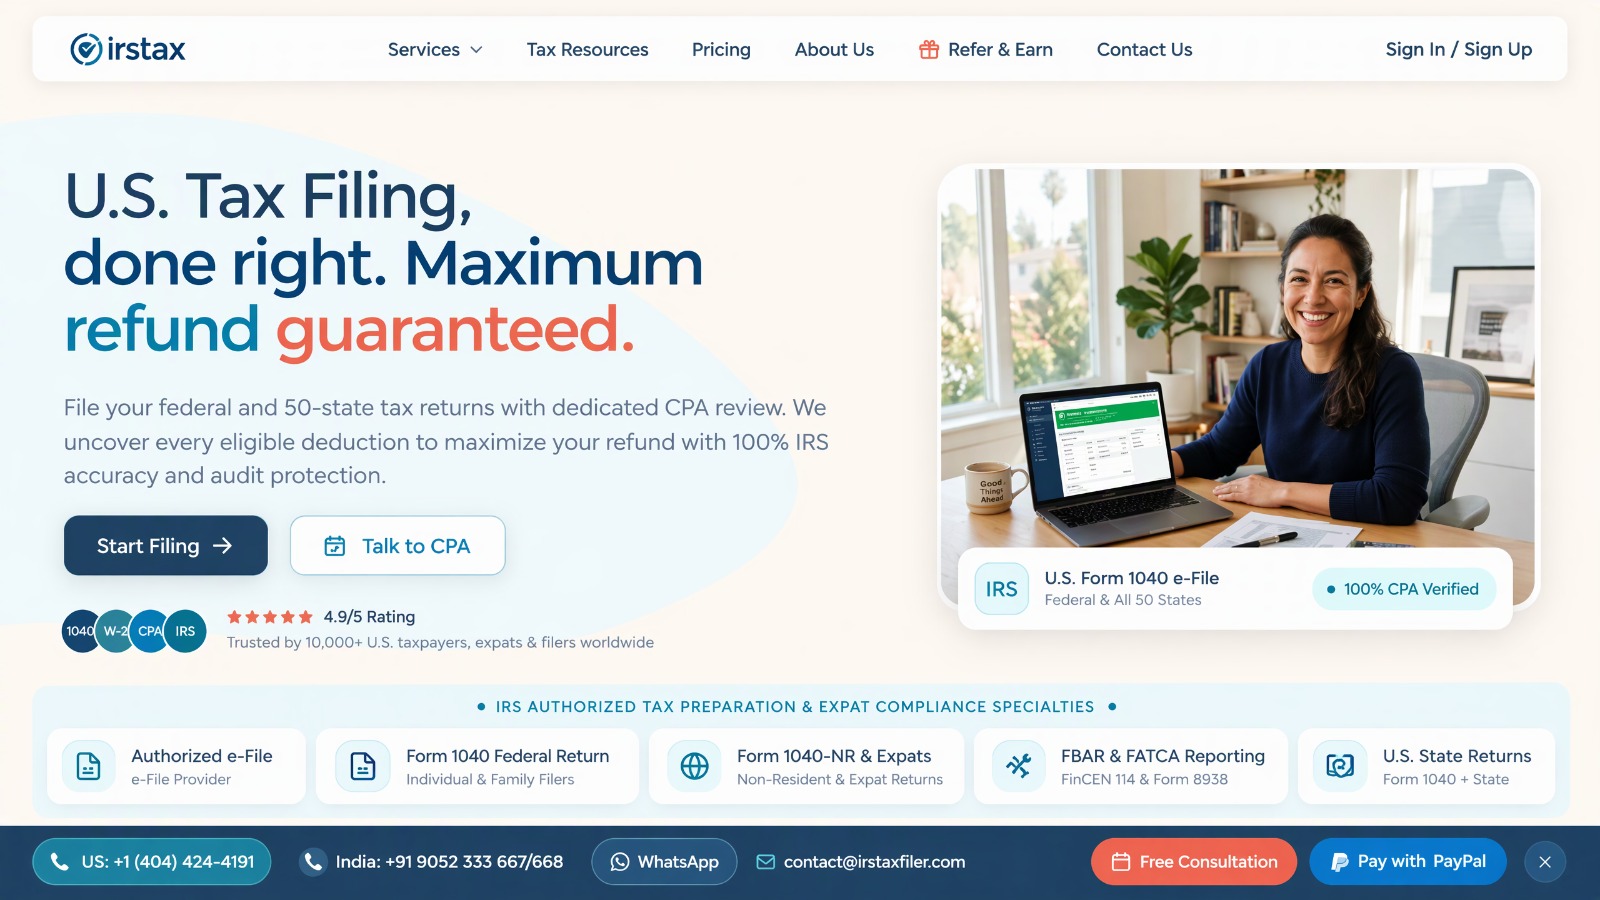 irstax
Services
Tax Resources
Pricing
About Us
Refer & Earn
Contact Us
Sign In / Sign Up
U.S. Tax Filing,
done right. Maximum
refund guaranteed.
File your federal and 50-state tax returns with dedicated CPA review. We
uncover every eligible deduction to maximize your refund with 100% IRS
accuracy and audit protection.
Start Filing
Talk to CPA
1040
W-2
CPA
IRS
4.9/5 Rating
Trusted by 10,000+ U.S. taxpayers, expats & filers worldwide
Good
Things
Ahead
IRS
U.S. Form 1040 e-File
Federal & All 50 States
100% CPA Verified
IRS AUTHORIZED TAX PREPARATION & EXPAT COMPLIANCE SPECIALTIES
Authorized e-File
e-File Provider
Form 1040 Federal Return
Individual & Family Filers
Form 1040-NR & Expats
Non-Resident & Expat Returns
FBAR & FATCA Reporting
FinCEN 114 & Form 8938
U.S. State Returns
Form 1040 + State
US: +1 (404) 424-4191
India: +91 9052 333 667/668
WhatsApp
contact@irstaxfiler.com
Free Consultation
Pay with PayPal